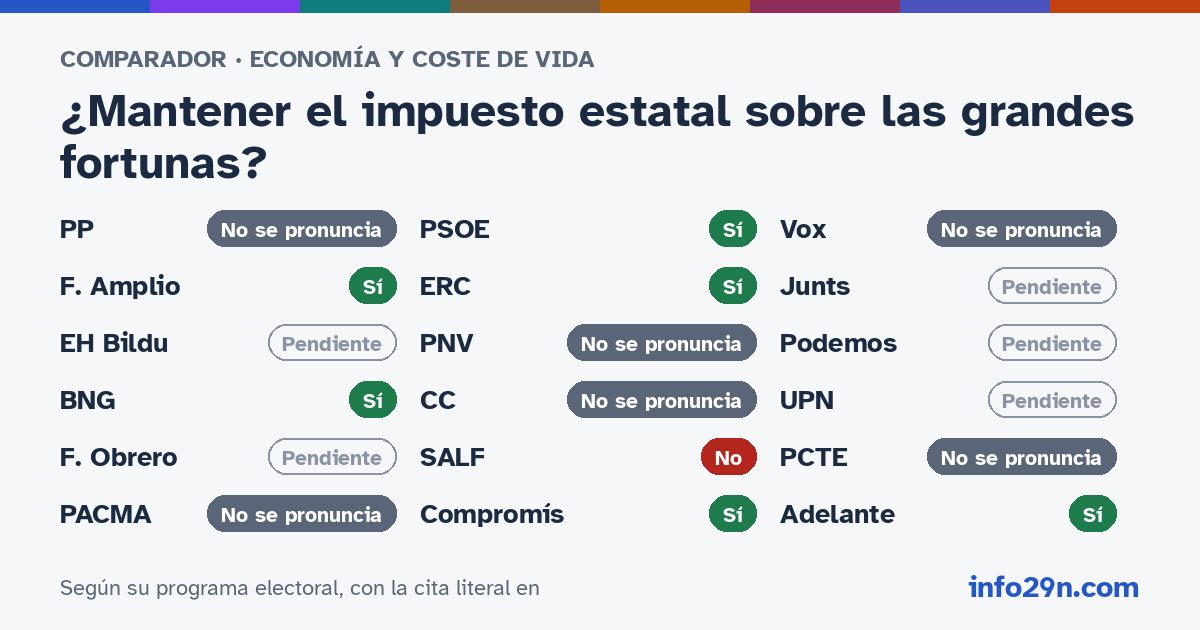 COMPARADOR · ECONOMÍA Y COSTE DE VIDA
¿Mantener el impuesto estatal sobre las grandes
fortunas?
PP No se pronuncia PSOE Sí Vox No se pronuncia
F. Amplio Sí ERC Sí Junts Pendiente
EH Bildu Pendiente PNV No se pronuncia Podemos Pendiente
BNG Sí CC No se pronuncia UPN Pendiente
F. Obrero Pendiente SALF No PCTE No se pronuncia
PACMA No se pronuncia Compromís Sí Adelante Sí
Según su programa electoral, con la cita literal en info29n.com